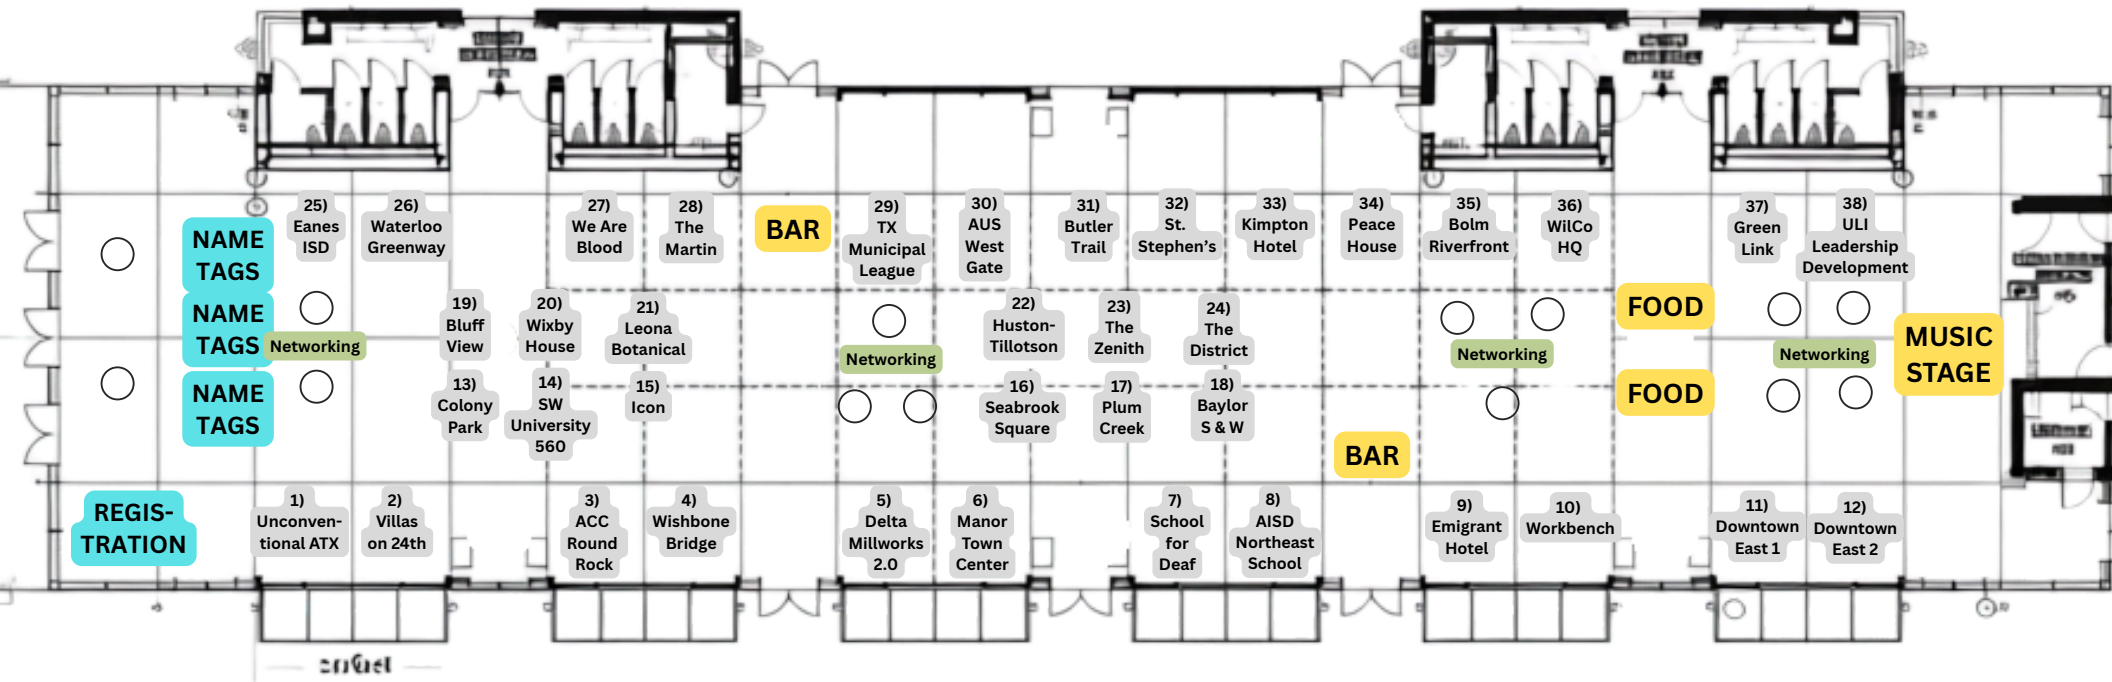 25)
Eanes
ISD
26)
Waterloo
Greenway
27)
We Are
Blood
28)
The
Martin
BAR
29)
TX
Municipal
League
30)
AUS
West
Gate
31)
Butler
Trail
32)
St.
Stephen's
33)
Kimpton
Hotel
34)
Peace
House
35)
Bolm
Riverfront
36)
WilCo
HQ
37)
Green
Link
38)
ULI
Leadership
Development
NAME
TAGS
NAME
TAGS
NAME
TAGS
Networking
19)
Bluff
View
20)
Wixby
House
21)
Leona
Botanical
Networking
22)
Huston-
Tillotson
23)
The
Zenith
24)
The
District
Networking
FOOD
FOOD
Networking
MUSIC
STAGE
13)
Colony
Park
14)
SW
University
560
15)
Icon
16)
Seabrook
Square
17)
Plum
Creek
18)
Baylor
S & W
BAR
REGIS-
TRATION
1)
Unconven-
tional ATX
2)
Villas
on 24th
3)
ACC
Round
Rock
4)
Wishbone
Bridge
5)
Delta
Millworks
2.0
6)
Manor
Town
Center
7)
School
for
Deaf
8)
AISD
Northeast
School
9)
Emigrant
Hotel
10)
Workbench
11)
Downtown
East 1
12)
Downtown
East 2